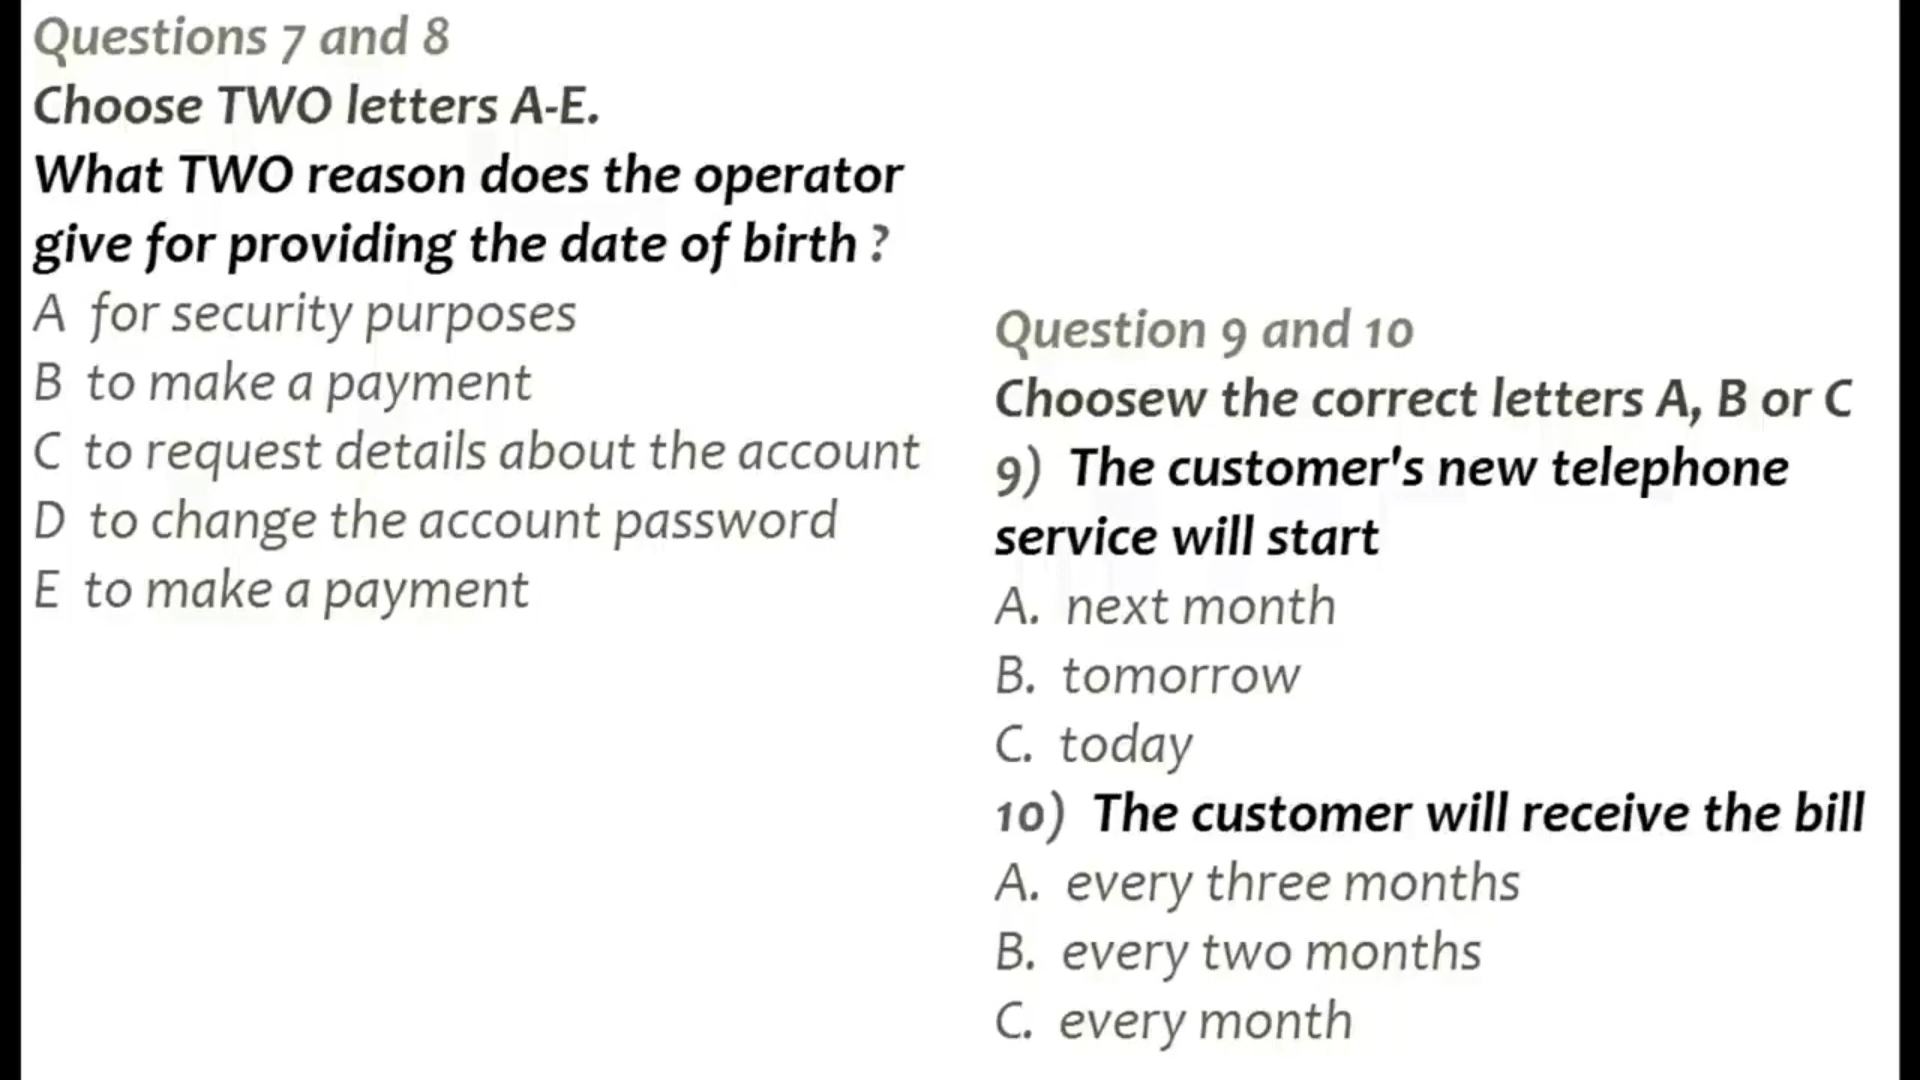 Questions 7 and 8
Choose TWO letters A-E.
What TWO reason does the operator
give for providing the date of birth ?
A for security purposes
B to make a payment
C to request details about the account
D to change the account password
E to make a payment
Question 9 and 10
Choosew the correct letters A, B or C
9) The customer's new telephone
service will start
A. next month
B. tomorrow
C. today
10) The customer will receive the bill
A. every three months
B. every two months
C. every month